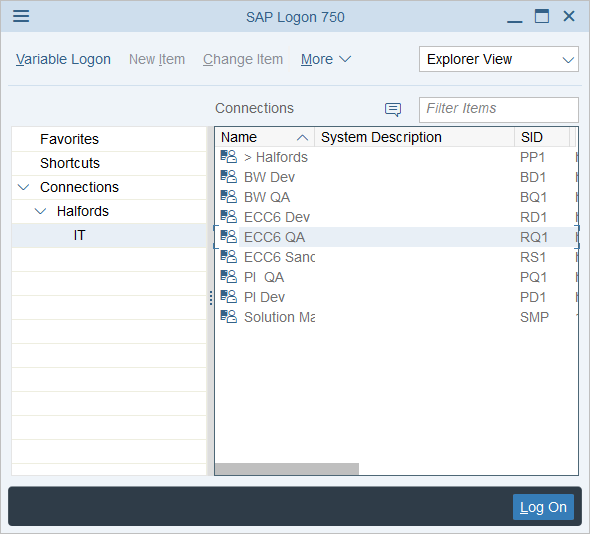 SAP Logon 750
Variable Logon New Item Change Item More
Explorer View
Connections
Filter Items
Favorites
Shortcuts
Connections
Halfords
IT
Name System Description SID
> Halfords PP1
BW Dev BD1
BW QA BQ1
ECC6 Dev RD1
ECC6 QA RQ1
ECC6 Sand RS1
PI  QA PQ1
PI Dev PD1
Solution Ma SMP
Log On